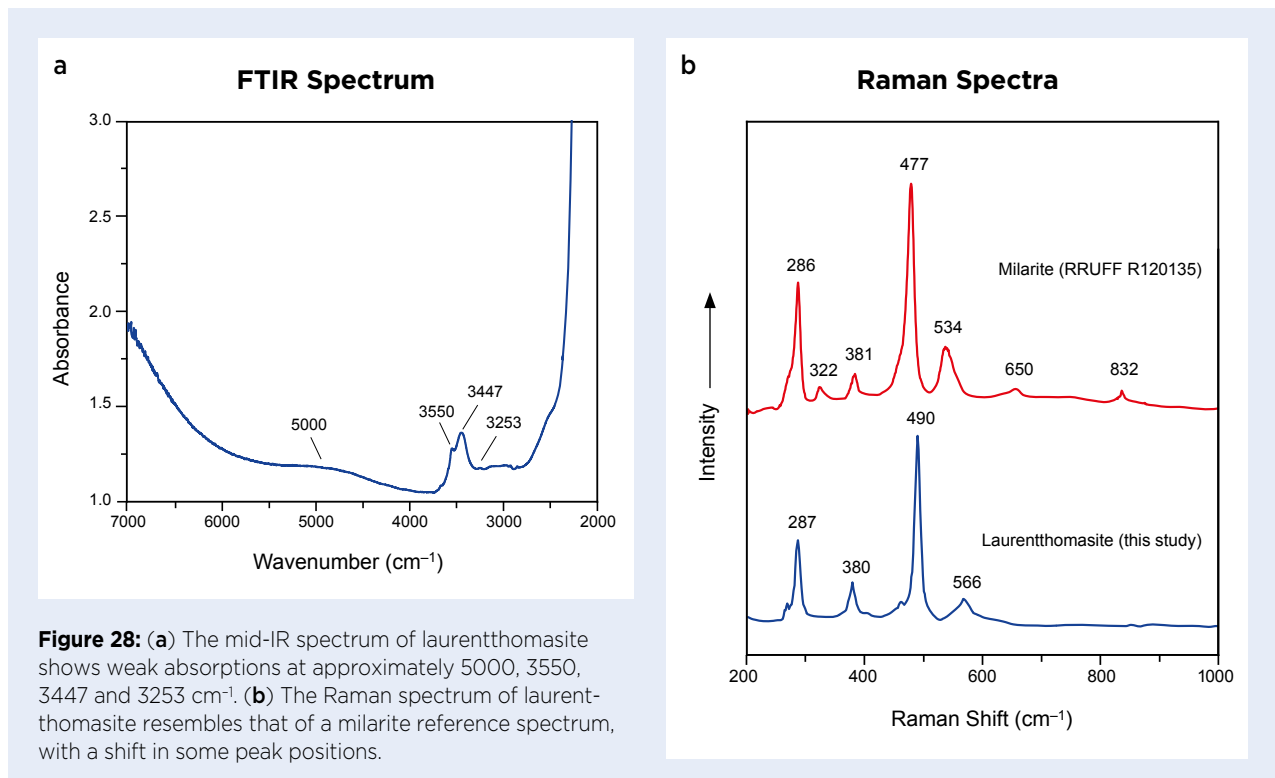 a
FTIR Spectrum
3.0
2.5
2.0
1.5
1.0
Absorbance
5000
3550
3447
3253
7000 6000 5000 4000 3000 2000
Wavenumber (cm⁻¹)
Figure 28: (a) The mid-IR spectrum of laurentthomasite
shows weak absorptions at approximately 5000, 3550,
3447 and 3253 cm⁻¹. (b) The Raman spectrum of laurent-
thomasite resembles that of a milarite reference spectrum,
with a shift in some peak positions.
b
Raman Spectra
477
286
322
381
534
650
832
Milarite (RRUFF R120135)
Intensity
490
287
380
566
Laurentthomasite (this study)
200 400 600 800 1000
Raman Shift (cm⁻¹)